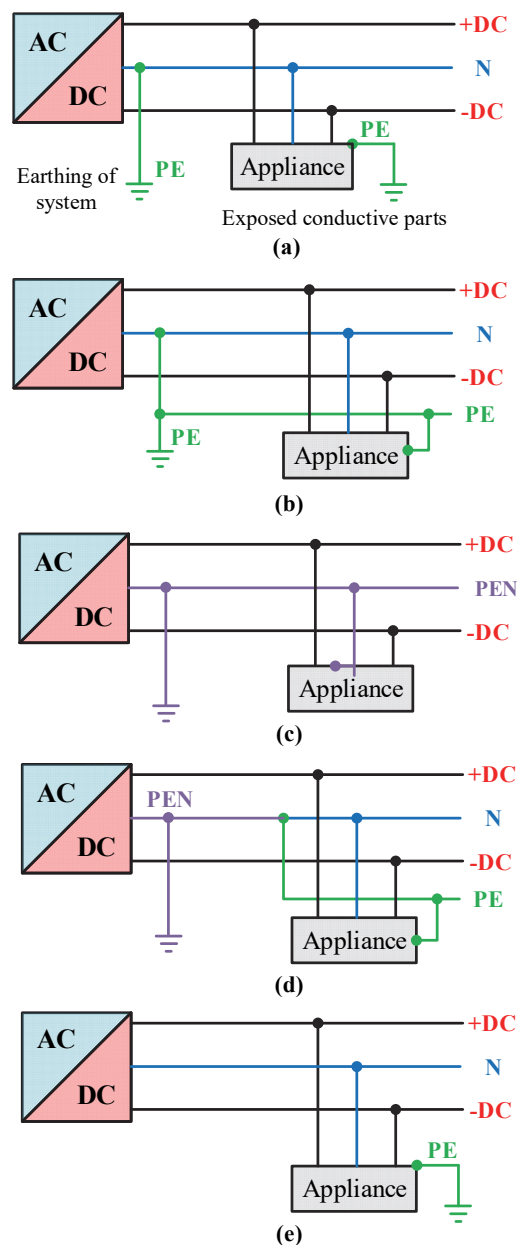 AC
DC
+DC
N
-DC
PE
PE
Appliance
Earthing of
system
Exposed conductive parts
(a)
AC
DC
+DC
N
-DC
PE
PE
Appliance
(b)
AC
DC
+DC
PEN
-DC
Appliance
(c)
AC
DC
PEN
+DC
N
-DC
PE
Appliance
(d)
AC
DC
+DC
N
-DC
PE
Appliance
(e)